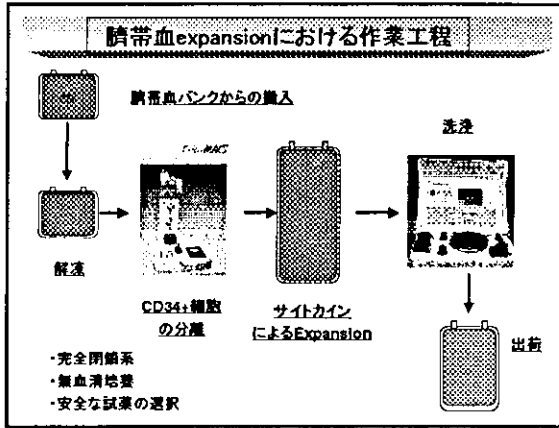 臍帯血expansionにおける作業工程
臍帯血バンクからの搬入
洗浄
解凍
CD34+細胞
の分離
サイトカイン
によるExpansion
出荷
・完全閉鎖系
・無血清培養
・安全な試薬の選択